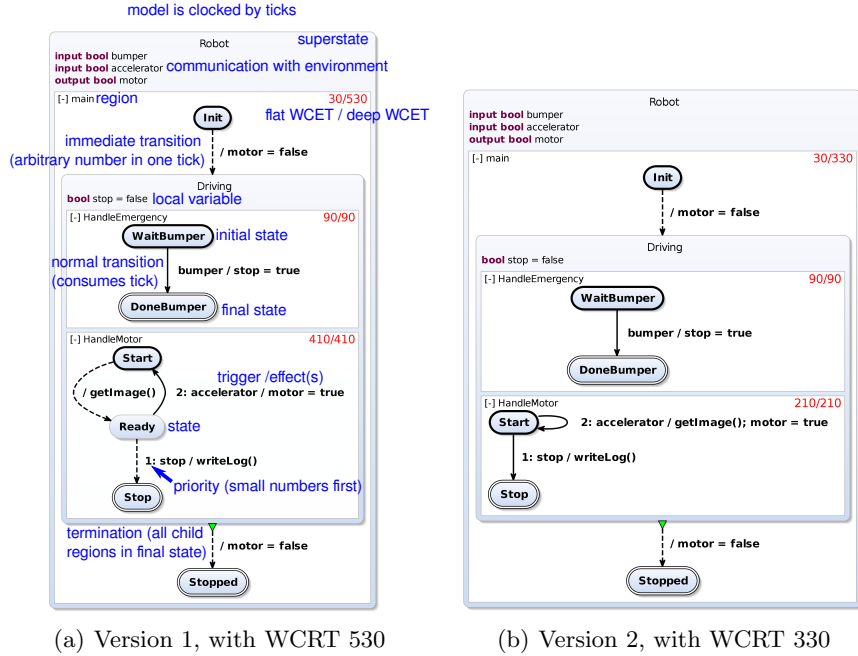 model is clocked by ticks
Robot
superstate
input bool bumper
input bool accelerator
communication with environment
output bool motor
[-] main
region
30/530
Init
flat WCET / deep WCET
immediate transition
(arbitrary number in one tick)
/ motor = false
Driving
bool stop = false
local variable
[-] HandleEmergency
90/90
WaitBumper
initial state
normal transition
(consumes tick)
bumper / stop = true
DoneBumper
final state
[-] HandleMotor
410/410
Start
trigger /effect(s)
/ getImage()
2: accelerator / motor = true
Ready
state
1: stop / writeLog()
priority (small numbers first)
Stop
termination (all child
regions in final state)
/ motor = false
Stopped
(a) Version 1, with WCRT 530
Robot
input bool bumper
input bool accelerator
output bool motor
[-] main
30/330
Init
/ motor = false
Driving
bool stop = false
[-] HandleEmergency
90/90
WaitBumper
bumper / stop = true
DoneBumper
[-] HandleMotor
210/210
Start
2: accelerator / getImage(); motor = true
1: stop / writeLog()
Stop
/ motor = false
Stopped
(b) Version 2, with WCRT 330